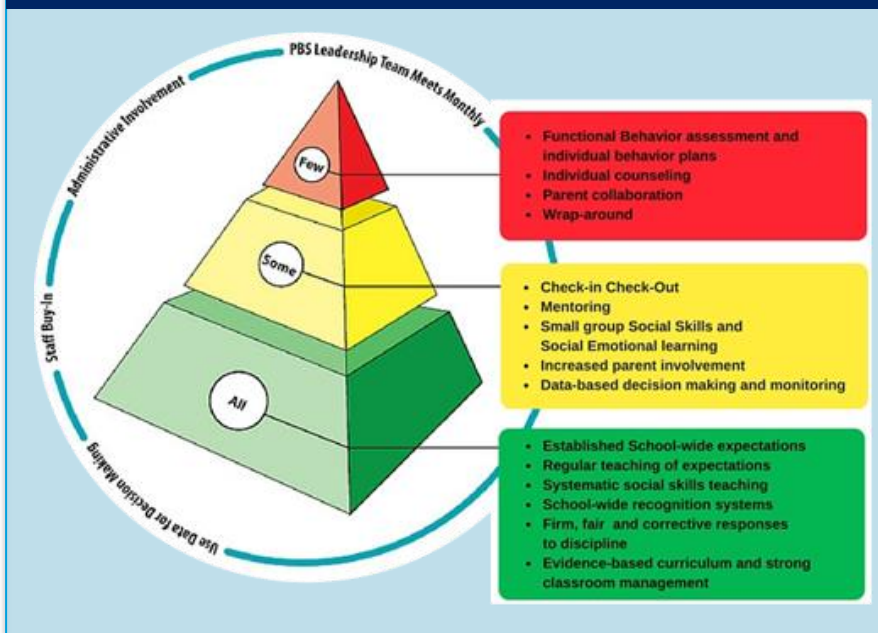 PBS Leadership Team Meets Monthly
Administrative Involvement
Staff Buy-In
Use Data for Decision Making
Few
Some
All
• Functional Behavior assessment and
individual behavior plans
• Individual counseling
• Parent collaboration
• Wrap-around
• Check-in Check-Out
• Mentoring
• Small group Social Skills and
Social Emotional learning
• Increased parent involvement
• Data-based decision making and monitoring
• Established School-wide expectations
• Regular teaching of expectations
• Systematic social skills teaching
• School-wide recognition systems
• Firm, fair and corrective responses
to discipline
• Evidence-based curriculum and strong
classroom management